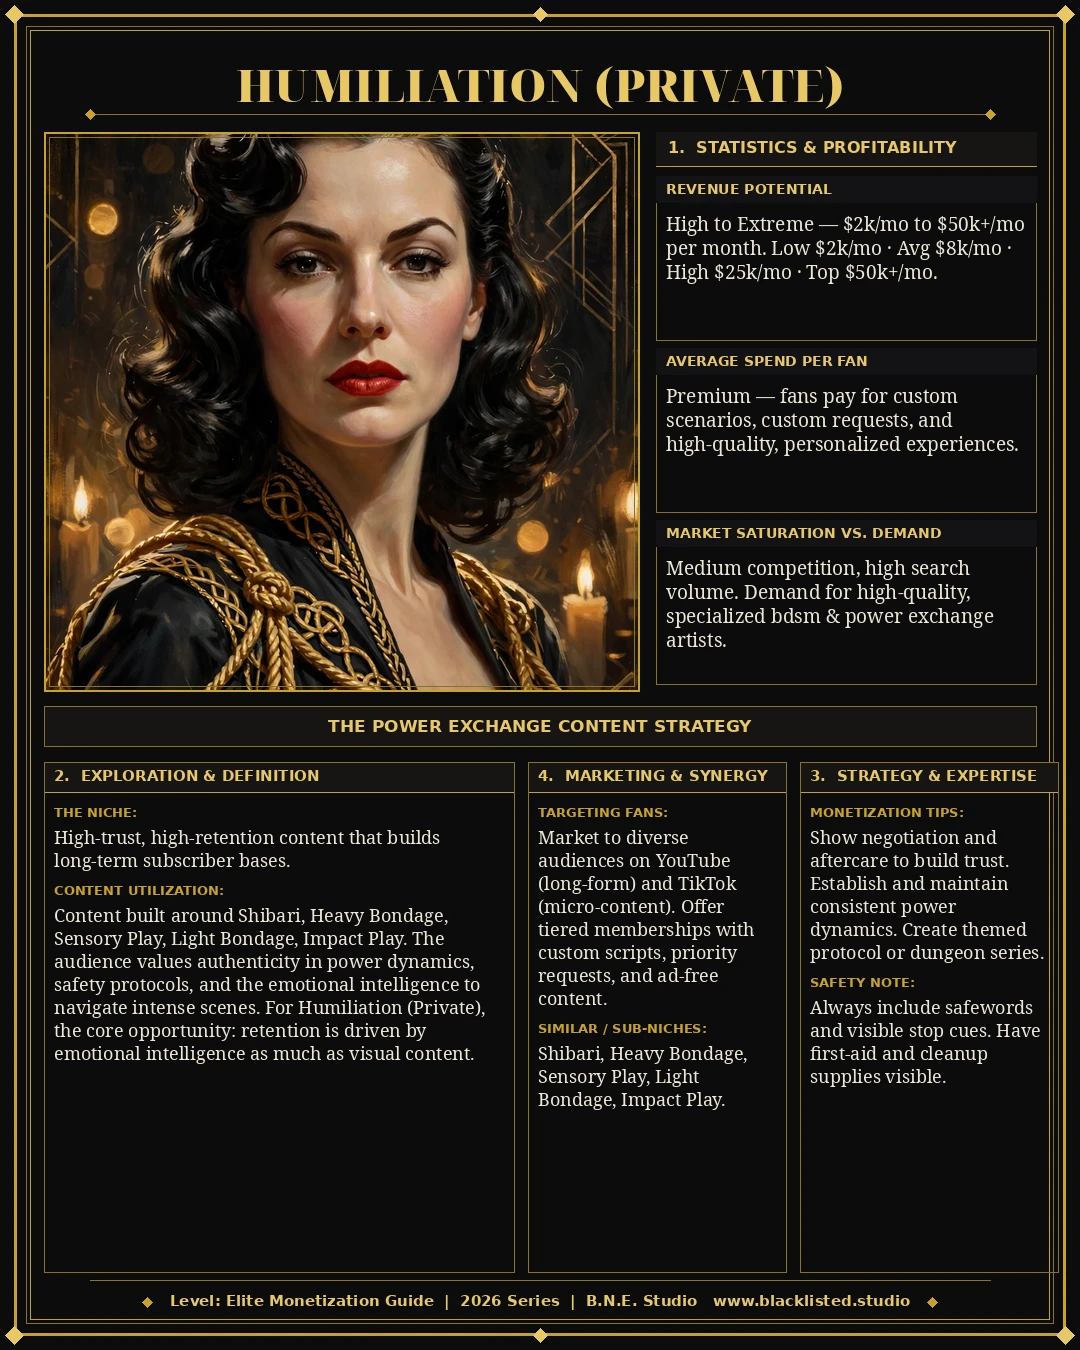 HUMILIATION (PRIVATE)
1. STATISTICS & PROFITABILITY
REVENUE POTENTIAL
High to Extreme — $2k/mo to $50k+/mo
per month. Low $2k/mo · Avg $8k/mo ·
High $25k/mo · Top $50k+/mo.
AVERAGE SPEND PER FAN
Premium — fans pay for custom
scenarios, custom requests, and
high-quality, personalized experiences.
MARKET SATURATION VS. DEMAND
Medium competition, high search
volume. Demand for high-quality,
specialized bdsm & power exchange
artists.
THE POWER EXCHANGE CONTENT STRATEGY
2. EXPLORATION & DEFINITION
THE NICHE:
High-trust, high-retention content that builds
long-term subscriber bases.
CONTENT UTILIZATION:
Content built around Shibari, Heavy Bondage,
Sensory Play, Light Bondage, Impact Play. The
audience values authenticity in power dynamics,
safety protocols, and the emotional intelligence to
navigate intense scenes. For Humiliation (Private),
the core opportunity: retention is driven by
emotional intelligence as much as visual content.
4. MARKETING & SYNERGY
TARGETING FANS:
Market to diverse
audiences on YouTube
(long-form) and TikTok
(micro-content). Offer
tiered memberships with
custom scripts, priority
requests, and ad-free
content.
SIMILAR / SUB-NICHES:
Shibari, Heavy Bondage,
Sensory Play, Light
Bondage, Impact Play.
3. STRATEGY & EXPERTISE
MONETIZATION TIPS:
Show negotiation and
aftercare to build trust.
Establish and maintain
consistent power
dynamics. Create themed
protocol or dungeon series.
SAFETY NOTE:
Always include safewords
and visible stop cues. Have
first-aid and cleanup
supplies visible.
Level: Elite Monetization Guide | 2026 Series | B.N.E. Studio www.blacklisted.studio